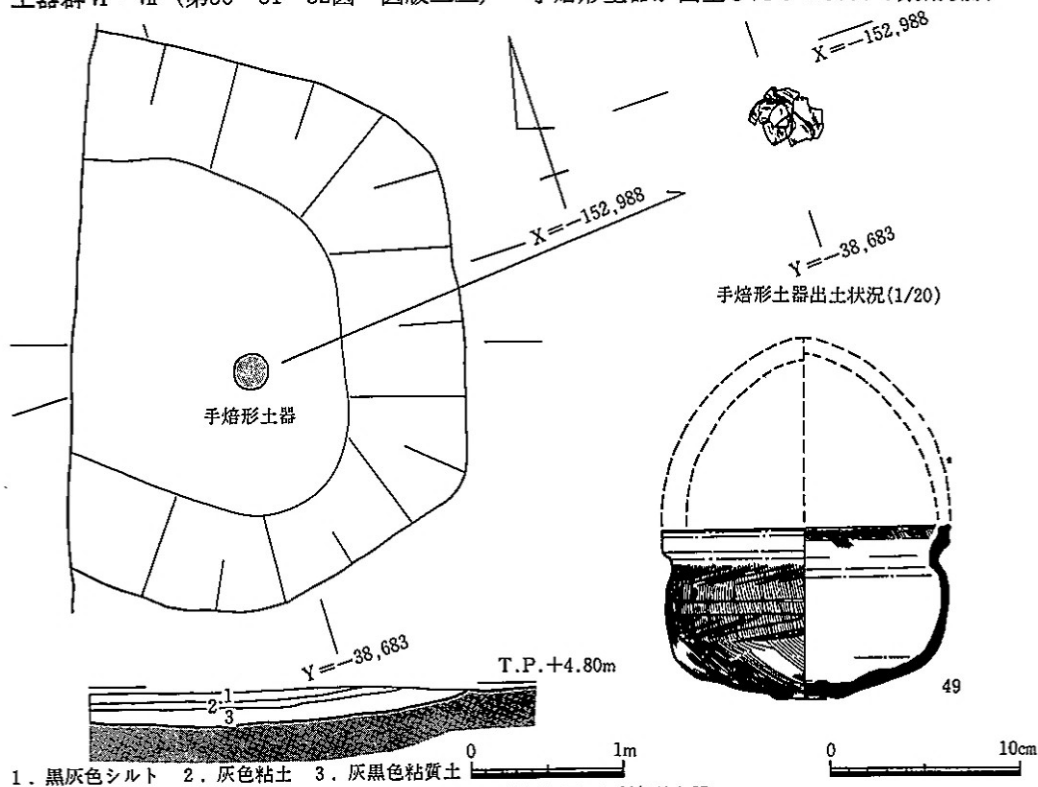 X=-152,988
X=-152,988
Y=-38,683
手焙形土器出土状況(1/20)
手焙形土器
Y=-38,683
T.P.+4.80m
1
2
3
49
0 1m
0 10cm
1．黒灰色シルト 2．灰色粘土 3．灰黒色粘質土